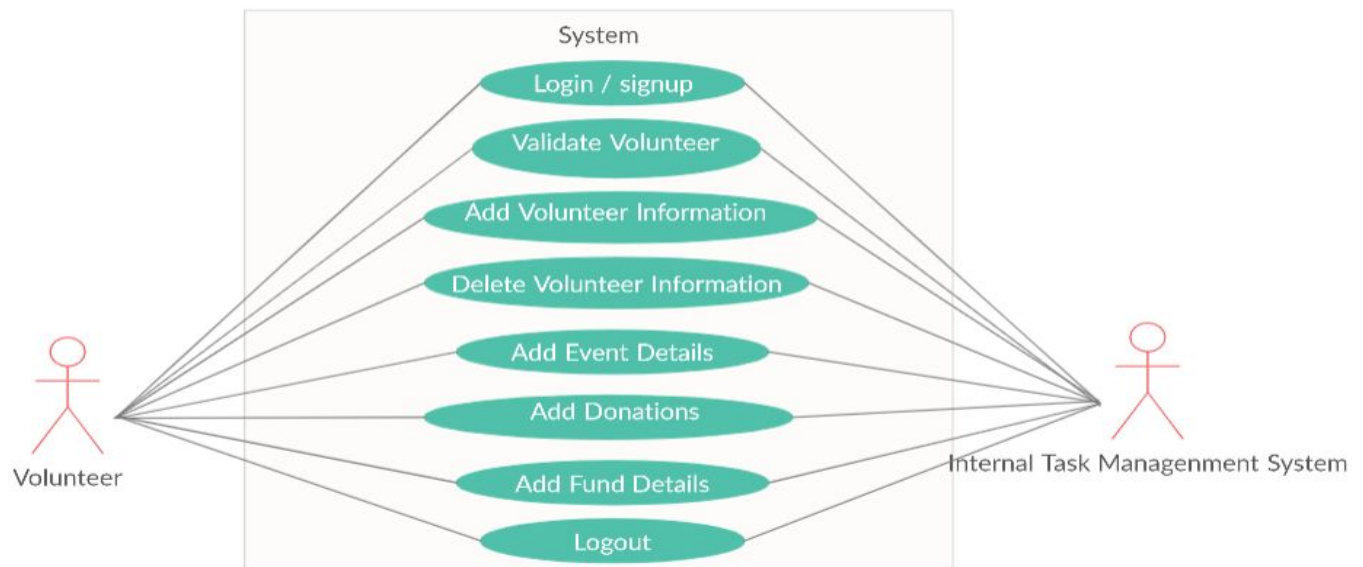 System
Login / signup
Validate Volunteer
Add Volunteer Information
Delete Volunteer Information
Add Event Details
Add Donations
Add Fund Details
Logout
Volunteer
Internal Task Managenment System